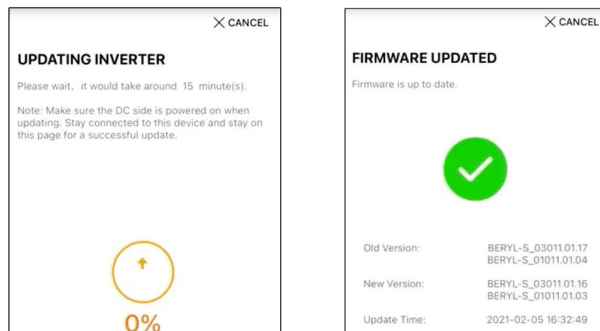 CANCEL
UPDATING INVERTER
Please wait, it would take around 15 minute(s).
Note: Make sure the DC side is powered on when
updating. Stay connected to this device and stay on
this page for a successful update.
0%
CANCEL
FIRMWARE UPDATED
Firmware is up to date.
Old Version: BERYL-S_03011.01.17
BERYL-S_01011.01.04
New Version: BERYL-S_03011.01.16
BERYL-S_01011.01.03
Update Time: 2021-02-05 16:32:49